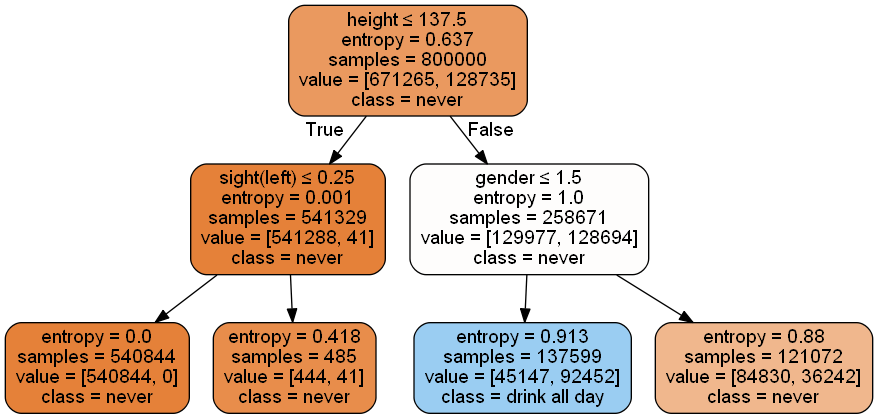 height ≤ 137.5
entropy = 0.637
samples = 800000
value = [671265, 128735]
class = never
True
False
sight(left) ≤ 0.25
entropy = 0.001
samples = 541329
value = [541288, 41]
class = never
gender ≤ 1.5
entropy = 1.0
samples = 258671
value = [129977, 128694]
class = never
entropy = 0.0
samples = 540844
value = [540844, 0]
class = never
entropy = 0.418
samples = 485
value = [444, 41]
class = never
entropy = 0.913
samples = 137599
value = [45147, 92452]
class = drink all day
entropy = 0.88
samples = 121072
value = [84830, 36242]
class = never